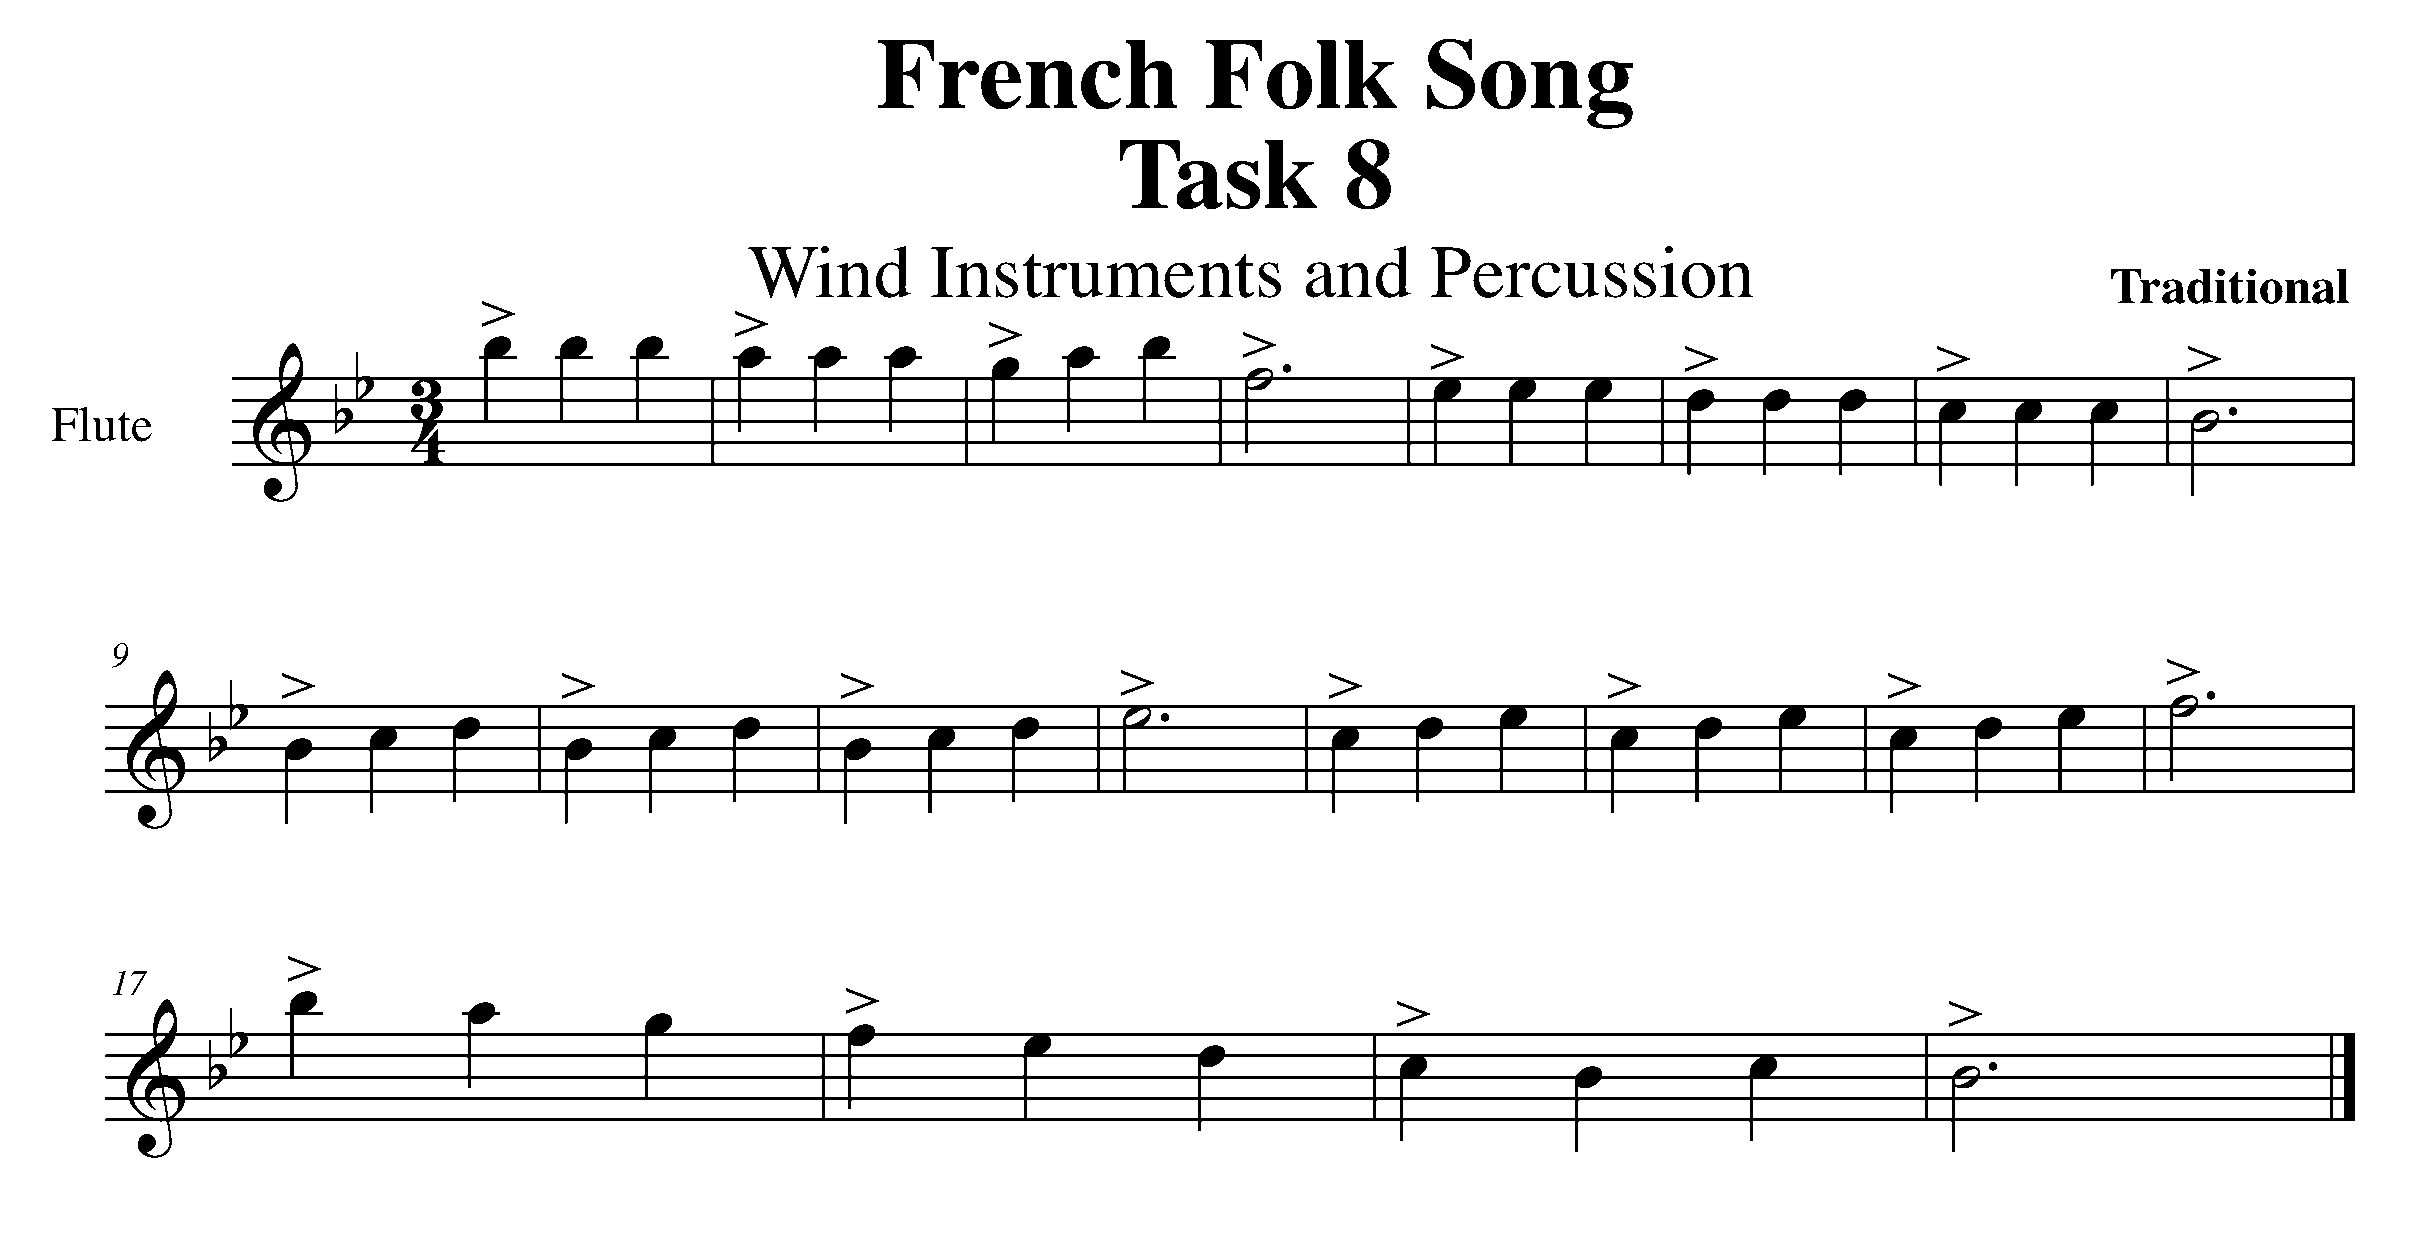 French Folk Song
Task 8
Wind Instruments and Percussion
Traditional
Flute
3
4
9
17